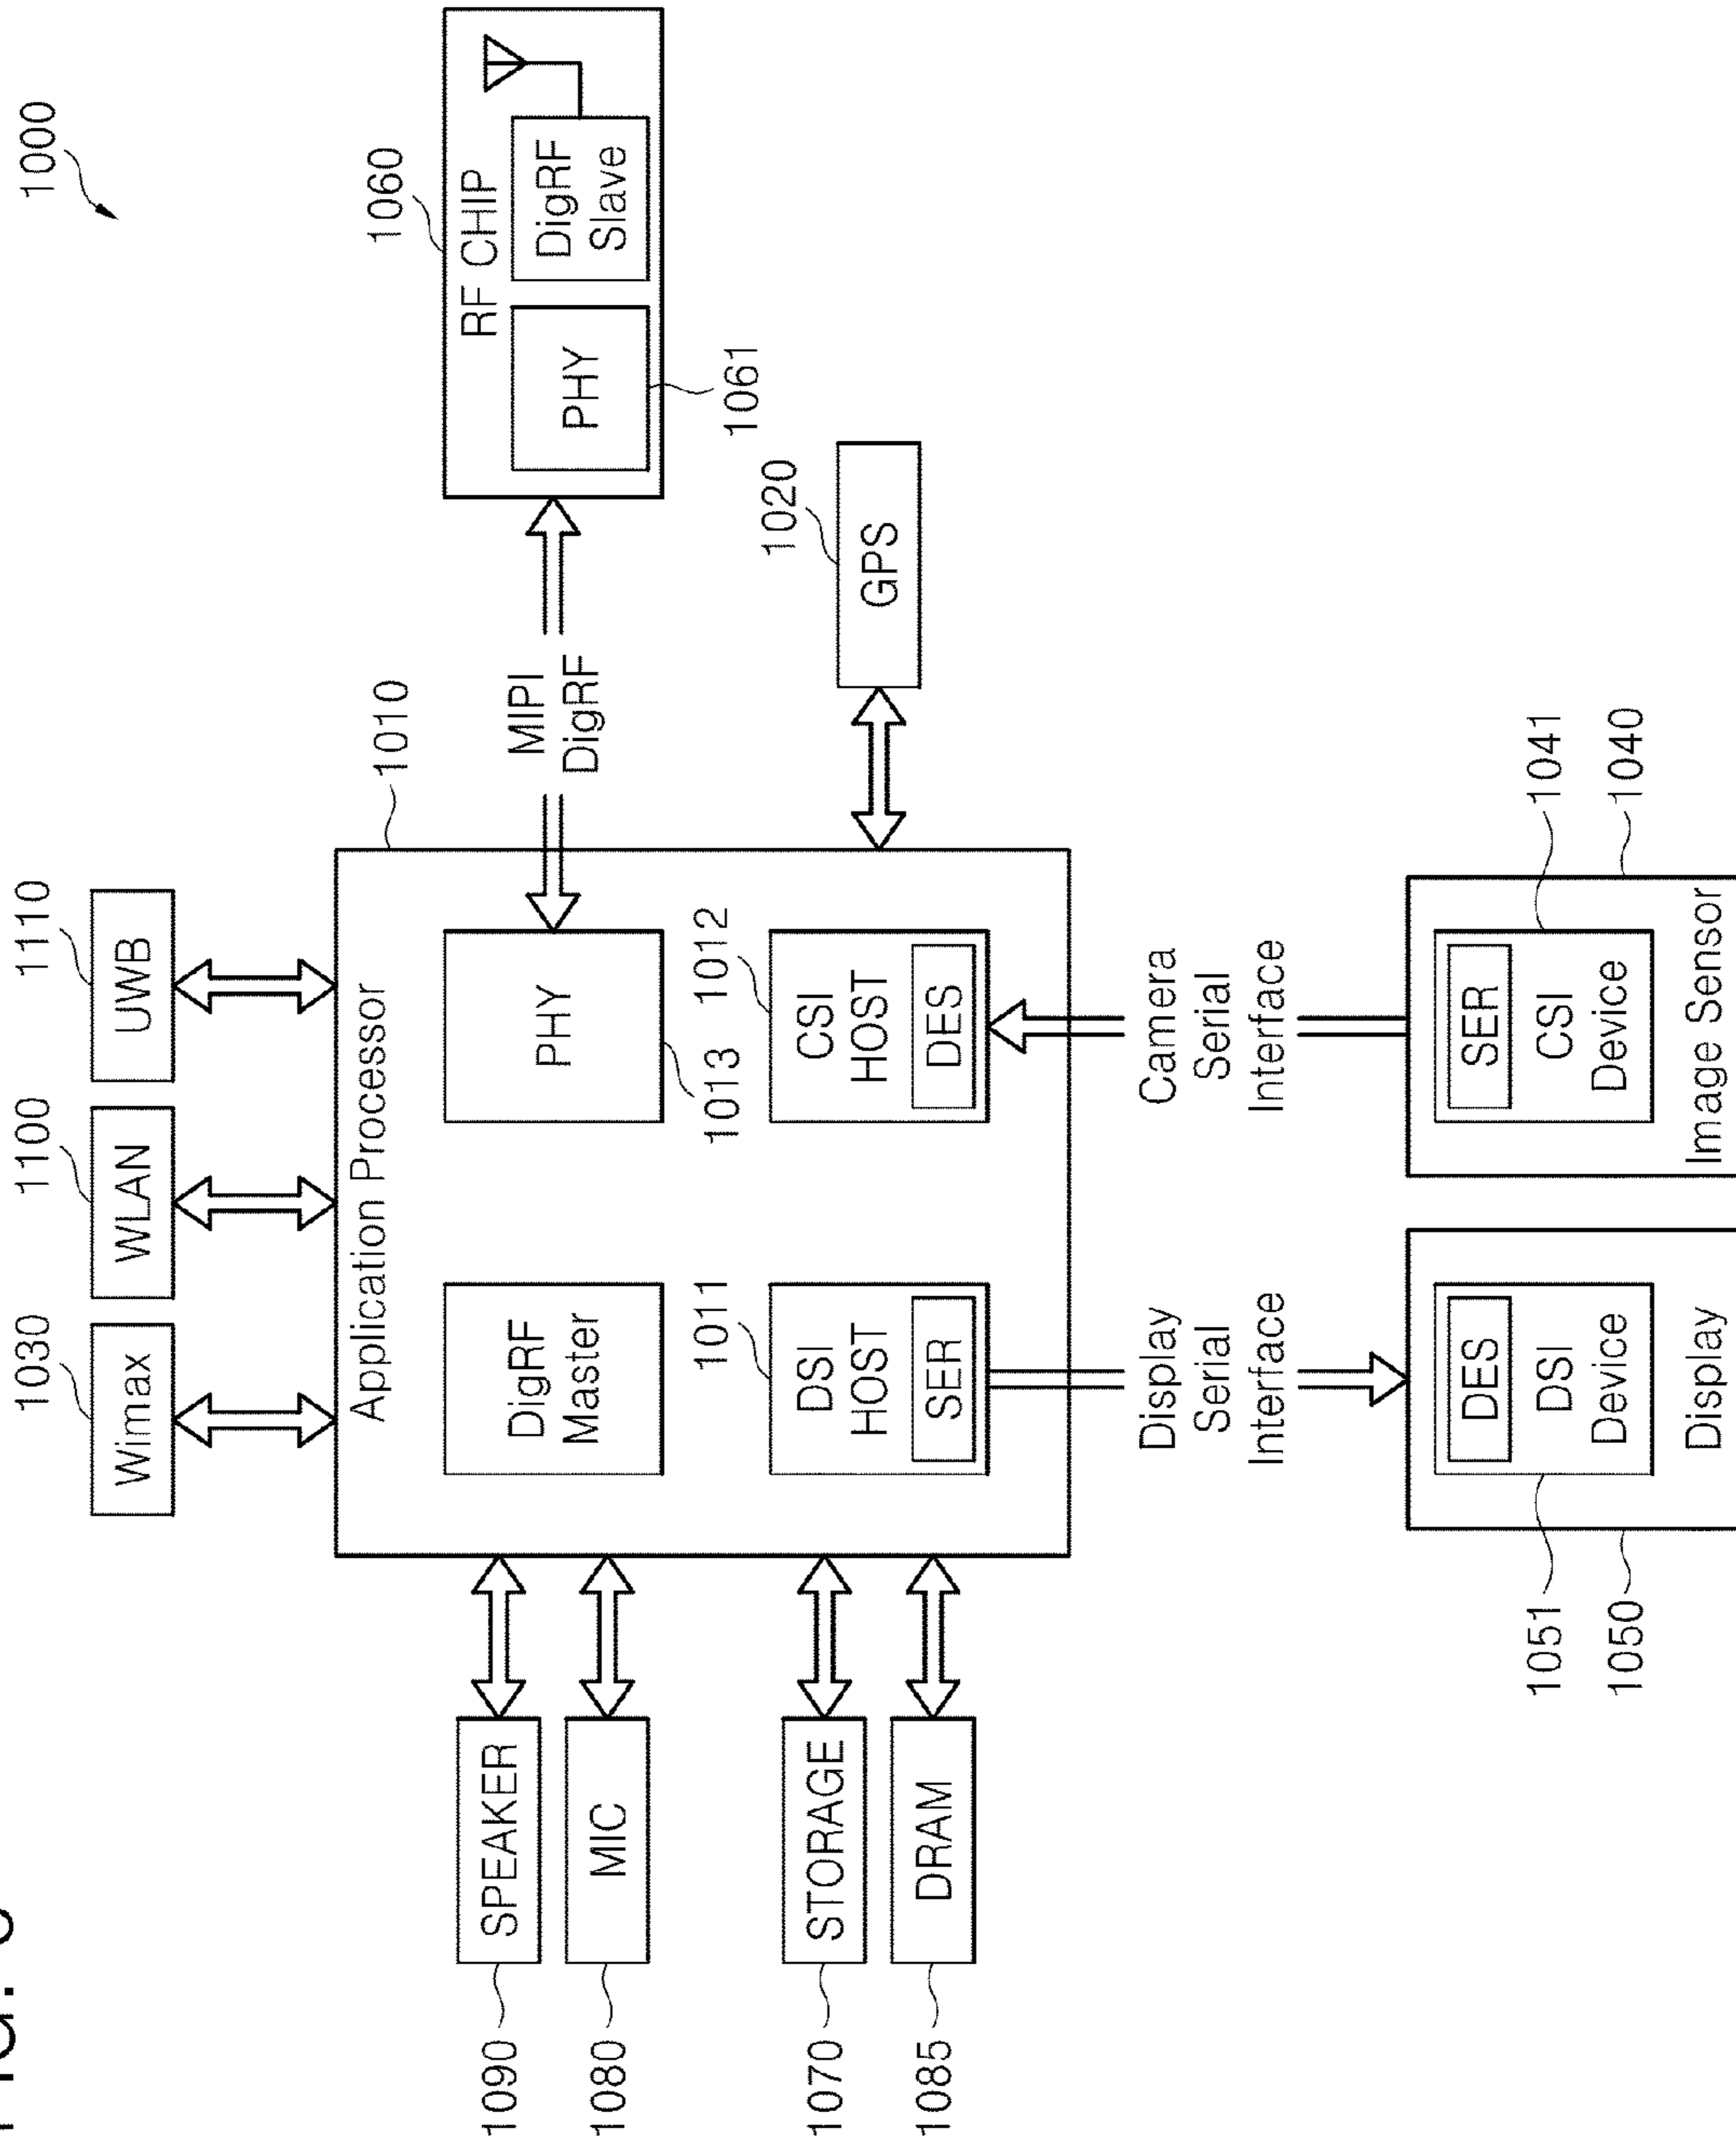 1030
1100
1110
1000
Wimax
WLAN
UWB
Application Processor
1010
1060
RF CHIP
1090
SPEAKER
DigRF
Master
PHY
MIPI
DigRF
PHY
DigRF
Slave
1080
MIC
1013
1061
1011
1012
1020
1070
STORAGE
DSI
HOST
SER
CSI
HOST
DES
GPS
1085
DRAM
Display
Serial
Interface
Camera
Serial
Interface
1051
DES
DSI
Device
SER
CSI
Device
1041
1050
1040
Display
Image Sensor